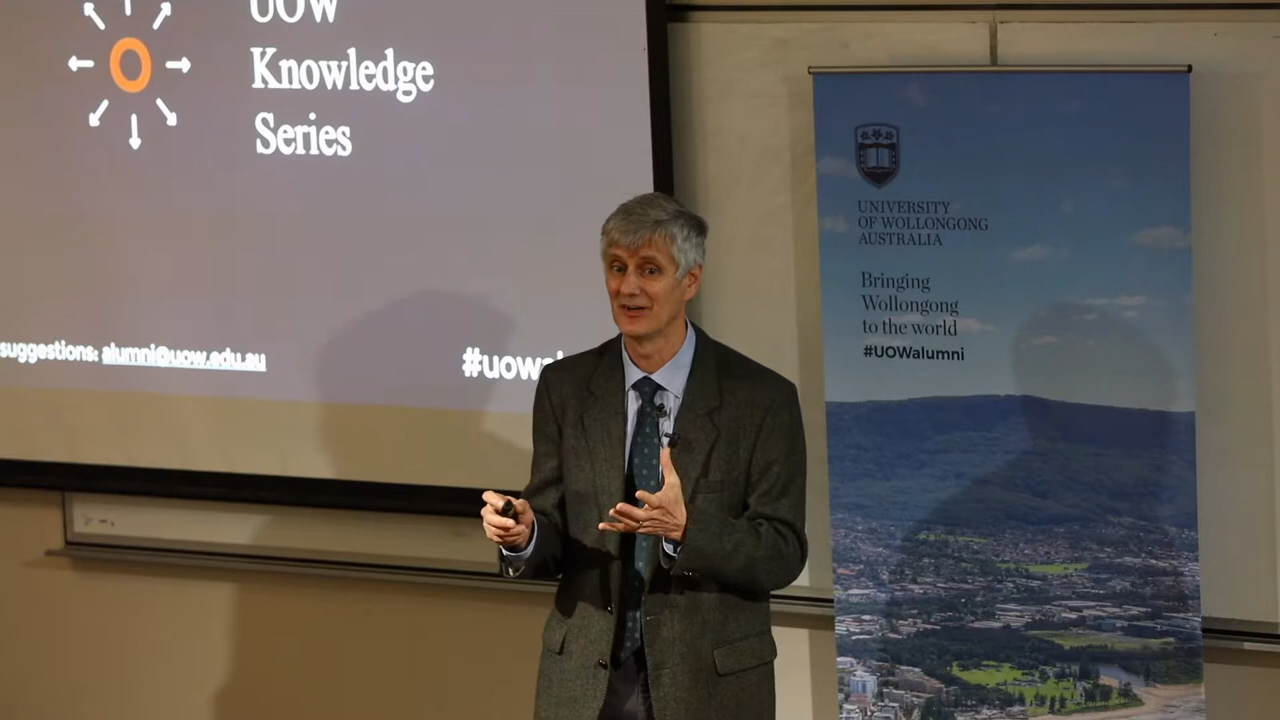 UOW
Knowledge
Series
suggestions: alumni@uow.edu.au
UNIVERSITY
OF WOLLONGONG
AUSTRALIA
Bringing
Wollongong
to the world
#UOWalumni